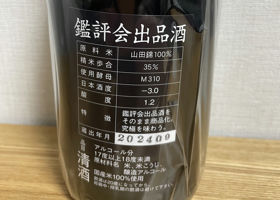 鑑評会出品酒
原料米 山田錦100%
精米歩合 35%
使用酵母 M310
日本酒度 −3.0
酸度 1.2
鑑評会出品酒を
そのまま商品化。
究極を味わう。
蔵出年月 202409
品目 清酒
アルコール分
17度以上18度未満
原材料名 米、米こうじ、
醸造アルコール
国産米100%使用